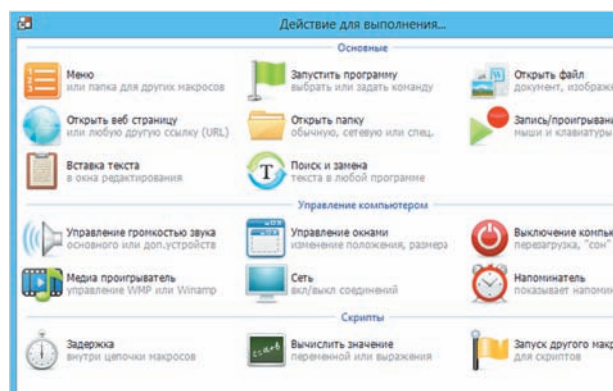 Действие для выполнения...
Основные
Меню
или папка для других макросов
Запустить программу
выбрать или задать команду
Открыть файл
документ, изображе
Открыть веб страницу
или любую другую ссылку (URL)
Открыть папку
обычную, сетевую или спец.
Запись/проигрывани
мыши и клавиатуры
Вставка текста
в окна редактирования
Поиск и замена
текста в любой программе
Управление компьютером
Управление громкостью звука
основного или доп.устройств
Управление окнами
изменение положения, размера
Выключение компьк
перезагрузка, "сон"
Медиа проигрыватель
управление WMP или Winamp
Сеть
вкл/выкл соединений
Напоминатель
показывает напомин
Скрипты
Задержка
внутри цепочки макросов
Вычислить значение
переменной или выражения
Запуск другого макр
для скриптов